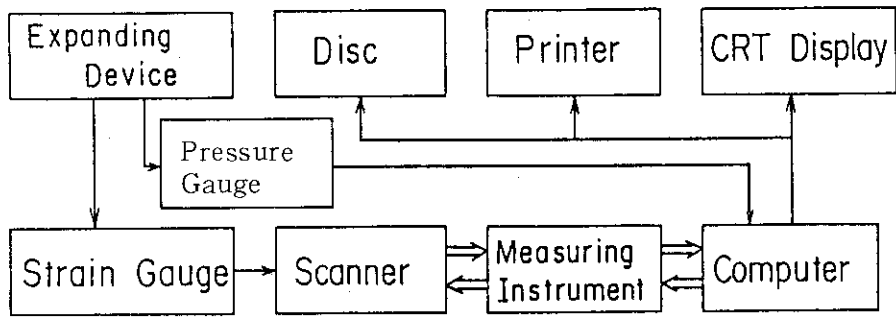 Expanding
Device
Disc
Printer
CRT Display
Pressure
Gauge
Strain Gauge
Scanner
Measuring
Instrument
Computer